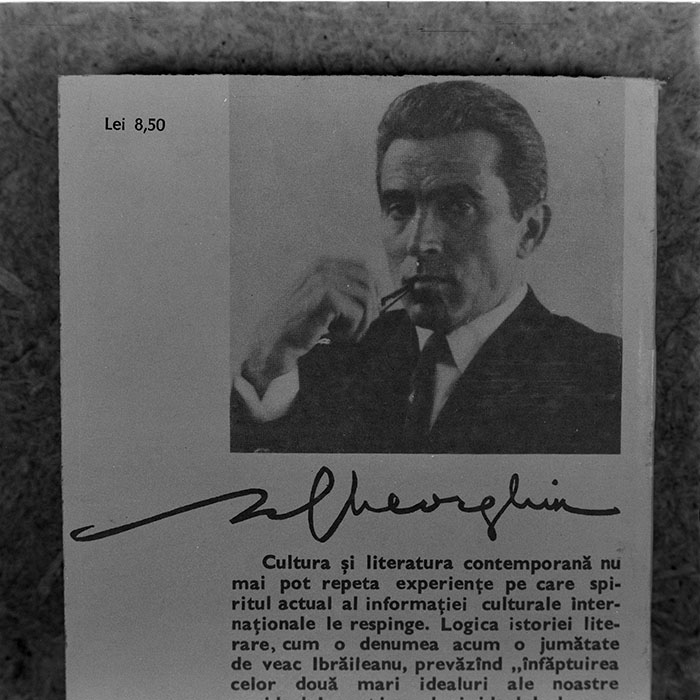 Lei 8,50
Gheorghiu
Cultura și literatura contemporană nu
mai pot repeta experiențe pe care spi-
ritul actual al informației culturale inter-
naționale le respinge. Logica istoriei lite-
rare, cum o denumea acum o jumătate
de veac Ibrăileanu, prevăzînd „înfăptuirea
celor două mari idealuri ale noastre